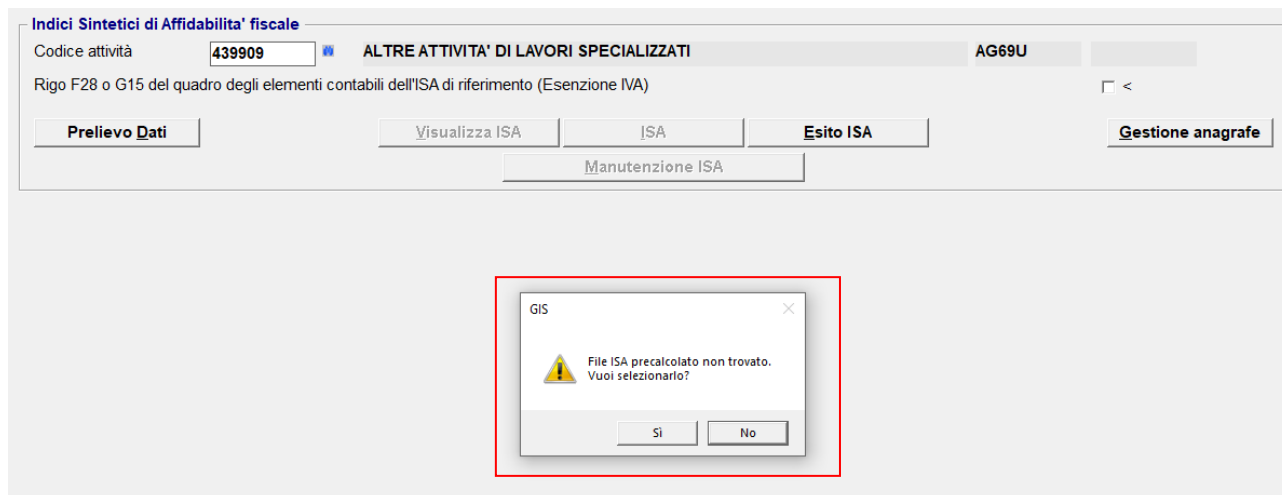 Indici Sintetici di Affidabilita' fiscale
Codice attività 439909 ALTRE ATTIVITA' DI LAVORI SPECIALIZZATI AG69U
Rigo F28 o G15 del quadro degli elementi contabili dell'ISA di riferimento (Esenzione IVA) <
Prelievo Dati Visualizza ISA ISA Esito ISA Gestione anagrafe
Manutenzione ISA
GIS
File ISA precalcolato non trovato.
Vuoi selezionarlo?
Sì No